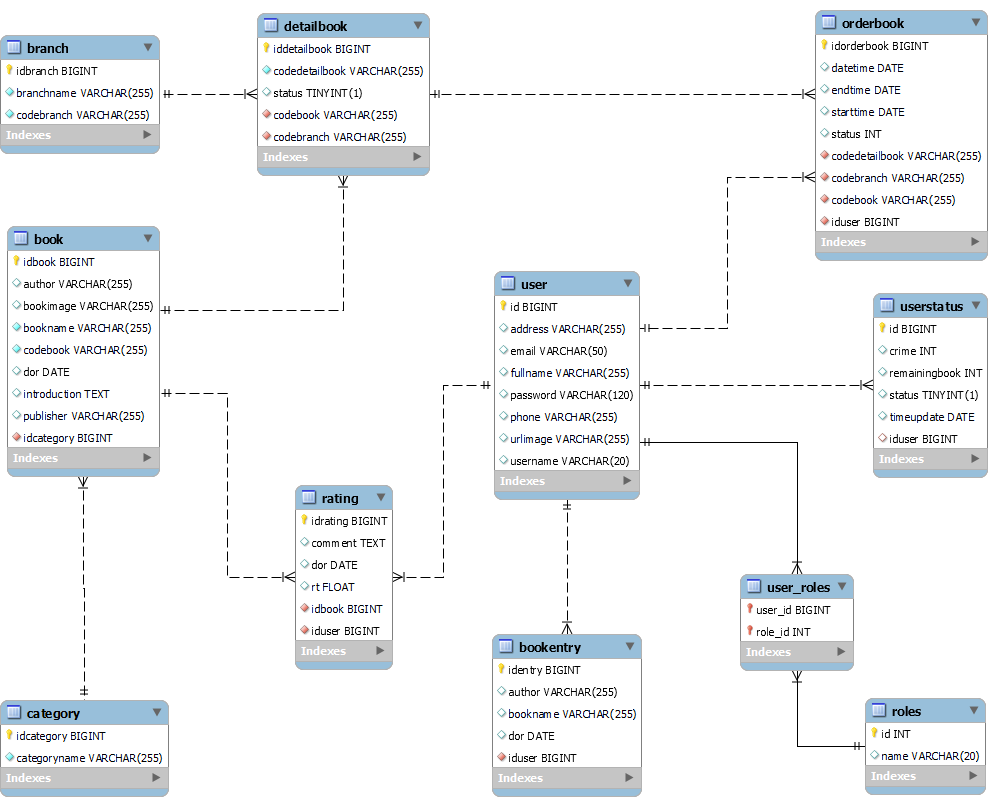 branch
idbranch BIGINT
branchname VARCHAR(255)
codebranch VARCHAR(255)
Indexes
detailbook
iddetailbook BIGINT
codedetailbook VARCHAR(255)
status TINYINT(1)
codebook VARCHAR(255)
codebranch VARCHAR(255)
Indexes
orderbook
idorderbook BIGINT
datetime DATE
endtime DATE
starttime DATE
status INT
codedetailbook VARCHAR(255)
codebranch VARCHAR(255)
codebook VARCHAR(255)
iduser BIGINT
Indexes
book
idbook BIGINT
author VARCHAR(255)
bookimage VARCHAR(255)
bookname VARCHAR(255)
codebook VARCHAR(255)
dor DATE
introduction TEXT
publisher VARCHAR(255)
idcategory BIGINT
Indexes
user
id BIGINT
address VARCHAR(255)
email VARCHAR(50)
fullname VARCHAR(255)
password VARCHAR(120)
phone VARCHAR(255)
urlimage VARCHAR(255)
username VARCHAR(20)
Indexes
userstatus
id BIGINT
crime INT
remainingbook INT
status TINYINT(1)
timeupdate DATE
iduser BIGINT
Indexes
rating
idrating BIGINT
comment TEXT
dor DATE
rt FLOAT
idbook BIGINT
iduser BIGINT
Indexes
user_roles
user_id BIGINT
role_id INT
Indexes
bookentry
identry BIGINT
author VARCHAR(255)
bookname VARCHAR(255)
dor DATE
iduser BIGINT
Indexes
category
idcategory BIGINT
categoryname VARCHAR(255)
Indexes
roles
id INT
name VARCHAR(20)
Indexes